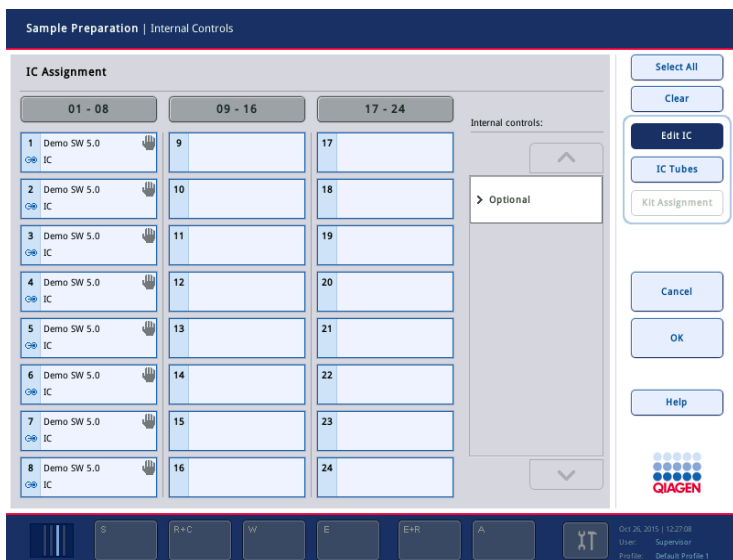 Sample Preparation | Internal Controls
IC Assignment
01 - 08
09 - 16
17 - 24
Internal controls:
1 Demo SW 5.0
IC
2 Demo SW 5.0
IC
3 Demo SW 5.0
IC
4 Demo SW 5.0
IC
5 Demo SW 5.0
IC
6 Demo SW 5.0
IC
7 Demo SW 5.0
IC
8 Demo SW 5.0
IC
9
10
11
12
13
14
15
16
17
18
19
20
21
22
23
24
Optional
Select All
Clear
Edit IC
IC Tubes
Kit Assignment
Cancel
OK
Help
QIAGEN
S
R+C
W
E
E+R
A
Oct 26, 2015 | 12:27:08
User: Supervisor
Profile: Default Profile 1